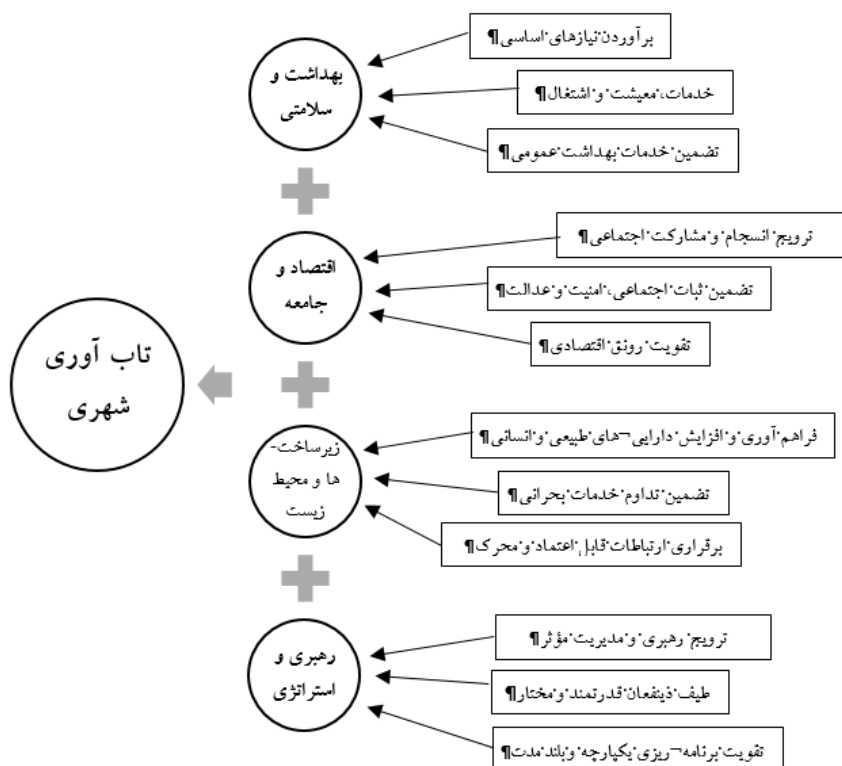 برآوردن نیازهای اساسی¶
بهداشت و
سلامتی
خدمات، معیشت و اشتغال¶
تضمین خدمات بهداشت عمومی¶
ترویج انسجام و مشارکت اجتماعی¶
اقتصاد و
جامعه
تضمین ثبات اجتماعی، امنیت و عدالت¶
تقویت رونق اقتصادی¶
تاب آوری
شهری
فراهم آوری و افزایش دارایی¬های طبیعی و انسانی¶
زیرساخت-
ها و محیط
زیست
تضمین تداوم خدمات بحرانی¶
برقراری ارتباطات قابل اعتماد و محرک¶
ترویج رهبری و مدیریت مؤثر¶
رهبری و
استراتژی
طیف ذینفعان قدرتمند و مختار¶
تقویت برنامه¬ریزی یکپارچه و بلند مدت¶